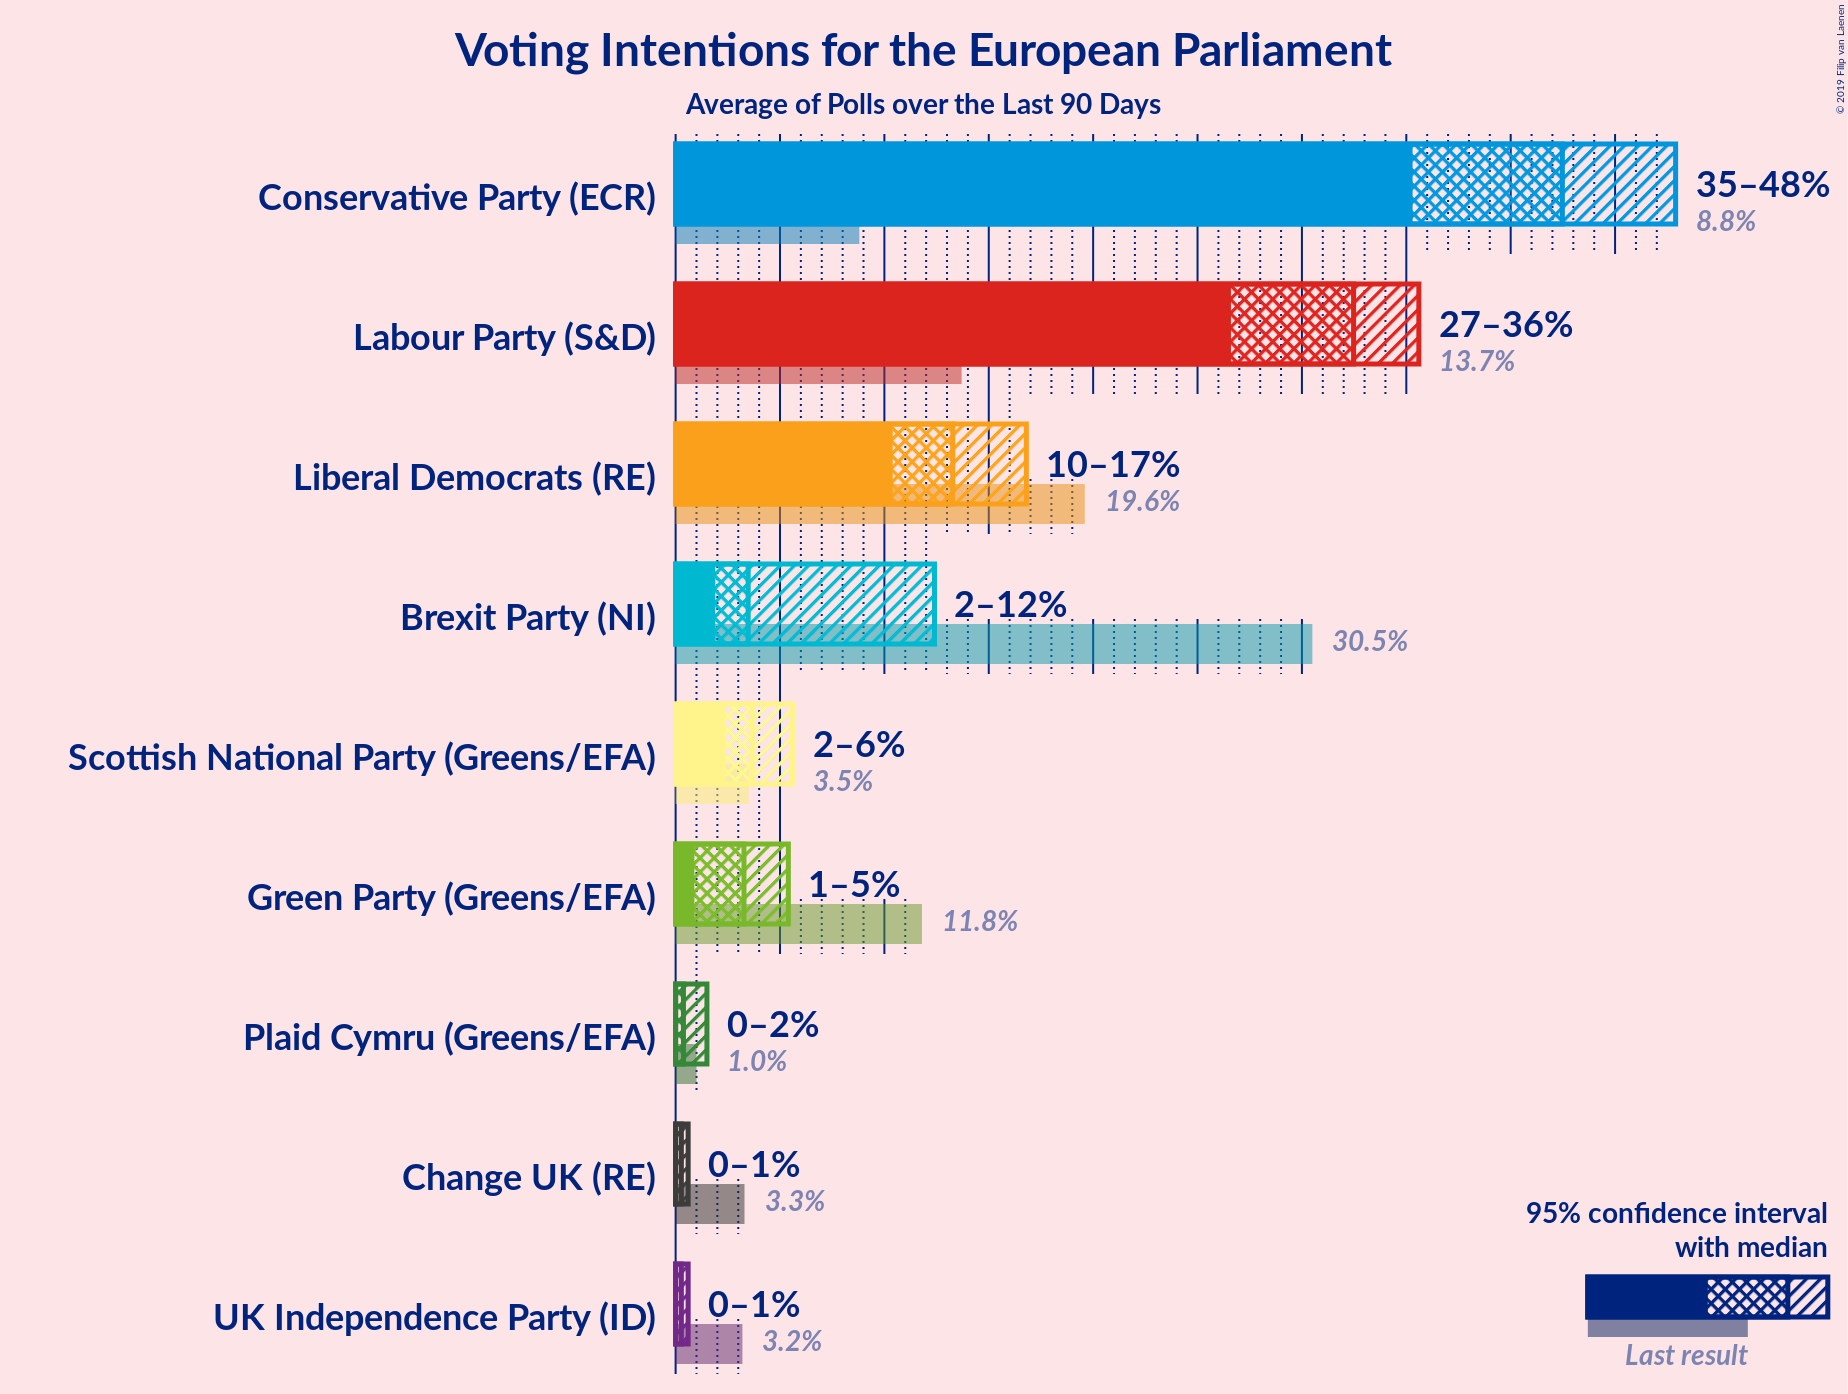 Voting Intentions for the European Parliament
Average of Polls over the Last 90 Days
© 2019 Filip van Laenen
Conservative Party (ECR)
35–48%
8.8%
Labour Party (S&D)
27–36%
13.7%
Liberal Democrats (RE)
10–17%
19.6%
Brexit Party (NI)
2–12%
30.5%
Scottish National Party (Greens/EFA)
2–6%
3.5%
Green Party (Greens/EFA)
1–5%
11.8%
Plaid Cymru (Greens/EFA)
0–2%
1.0%
Change UK (RE)
0–1%
3.3%
UK Independence Party (ID)
0–1%
3.2%
95% confidence interval
with median
Last result